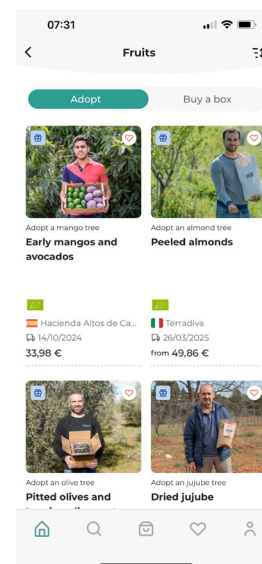 07:31
Fruits
Adopt
Buy a box
Adopt a mango tree
Early mangos and
avocados
Hacienda Altos de Ca...
14/10/2024
33,98 €
Adopt an almond tree
Peeled almonds
Terradiva
26/03/2025
from 49,86 €
Adopt an olive tree
Pitted olives and
Adopt an jujube tree
Dried jujube